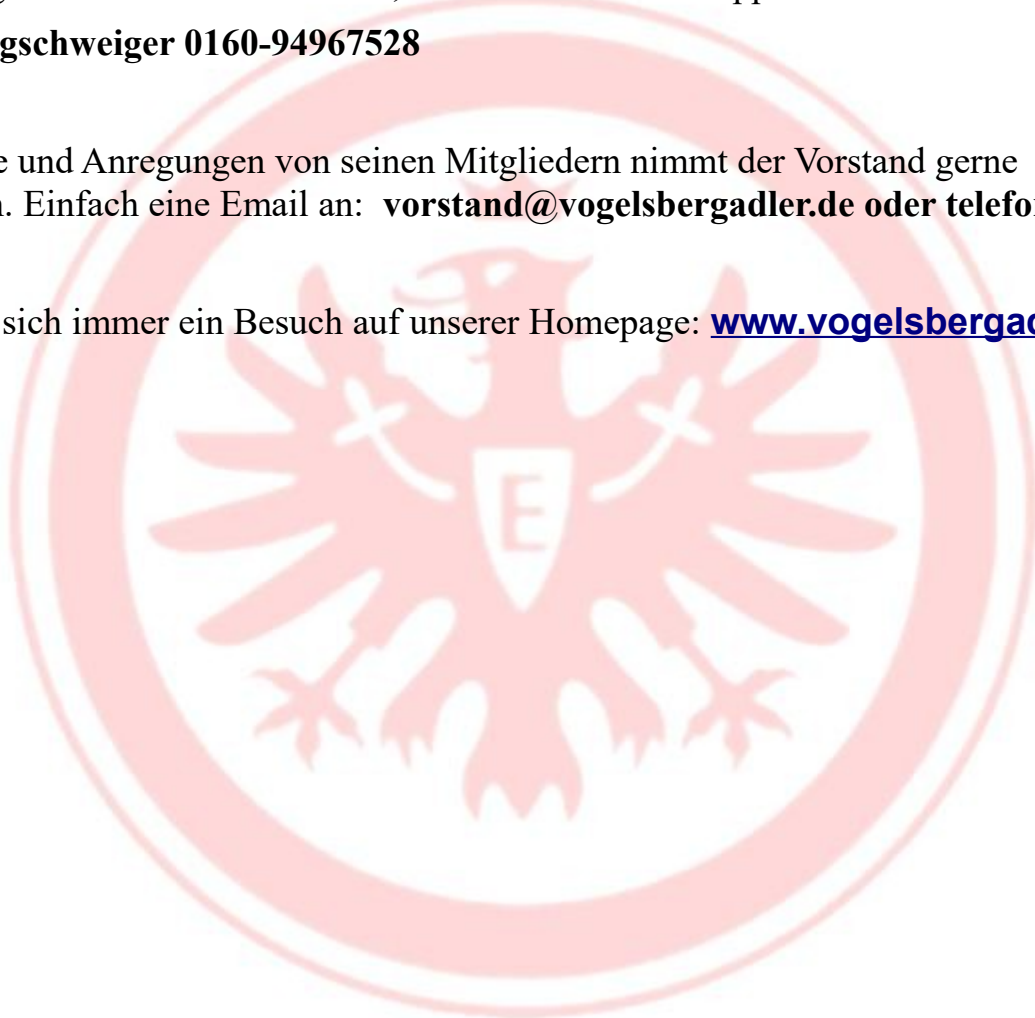 gschweiger 0160-94967528
e und Anregungen von seinen Mitgliedern nimmt der Vorstand gerne
n. Einfach eine Email an: vorstand@vogelsbergadler.de oder telefo
sich immer ein Besuch auf unserer Homepage: www.vogelsbergad
E